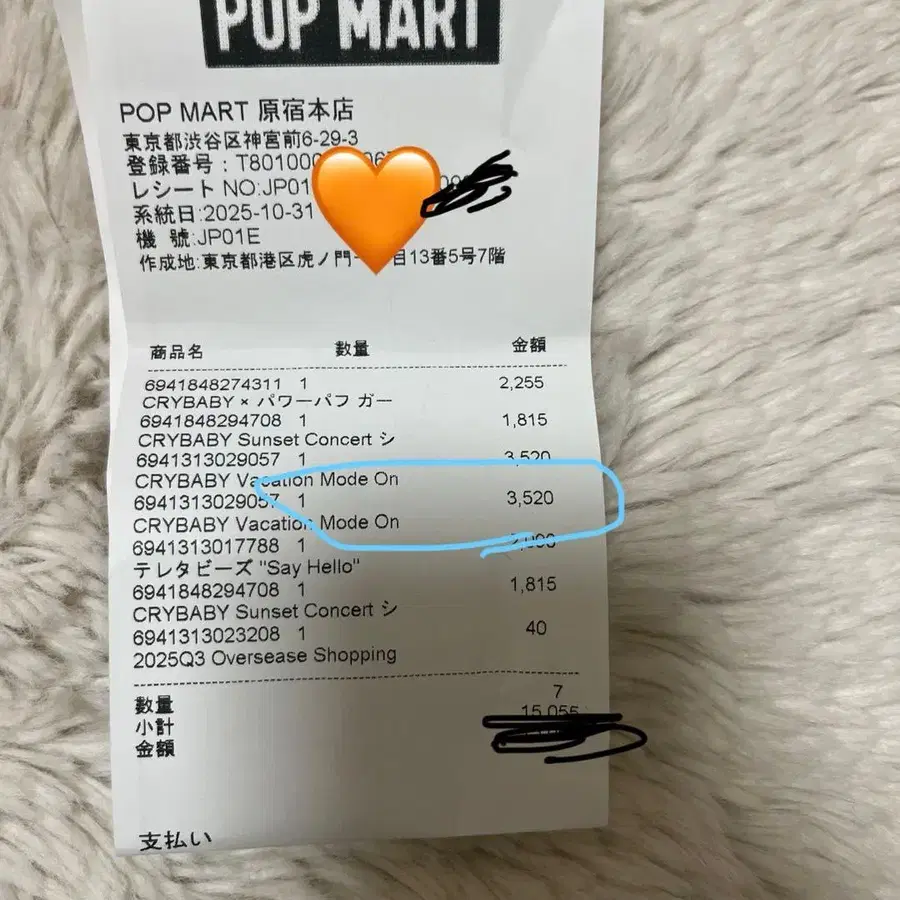 POP MART
POP MART 原宿本店
東京都渋谷区神宮前6-29-3
登録番号：T801000
レシート NO:JP01
系統日:2025-10-31
機 號:JP01E
作成地:東京都港区虎ノ門 目13番5号7階
商品名 数量 金額
6941848274311 1 2,255
CRYBABY × パワーパフ ガー
6941848294708 1 1,815
CRYBABY Sunset Concert シ
6941313029057 1 3,520
CRYBABY Vacation Mode On
6941313029057 1 3,520
CRYBABY Vacation Mode On
6941313017788 1
テレタビーズ "Say Hello"
6941848294708 1 1,815
CRYBABY Sunset Concert シ
6941313023208 1 40
2025Q3 Oversease Shopping
数量 7
小計 15,055
金額
支払い